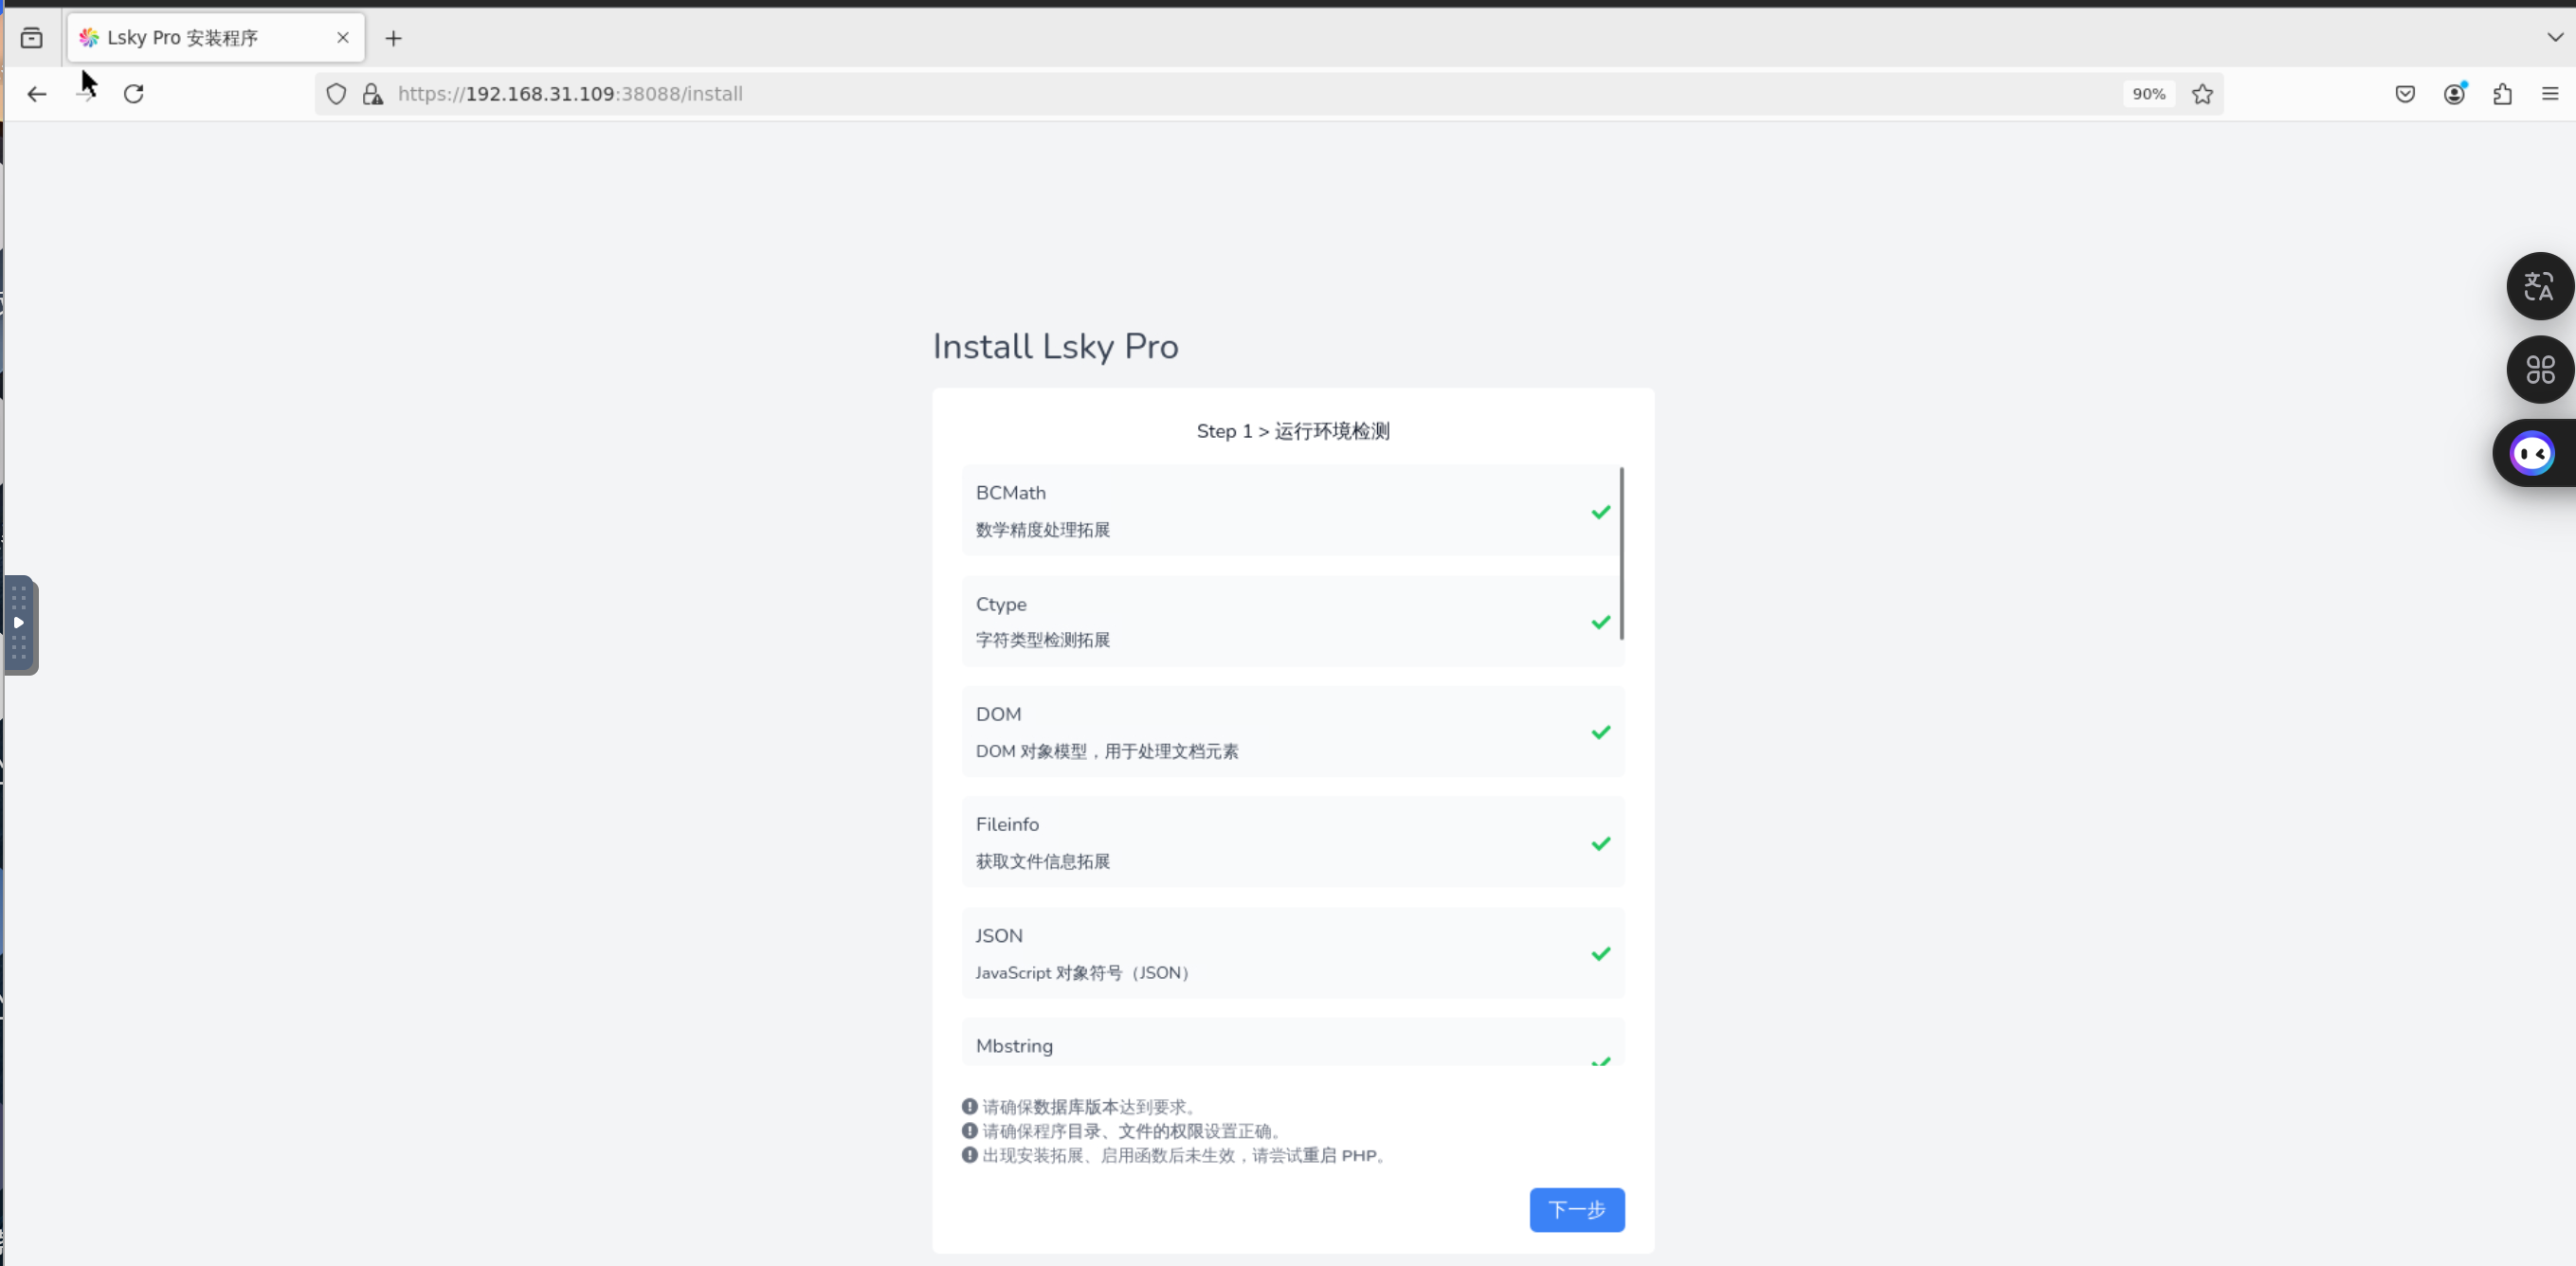 Lsky Pro 安装程序
https://192.168.31.109:38088/install
90%
Install Lsky Pro
Step 1 > 运行环境检测
BCMath
数学精度处理拓展
Ctype
字符类型检测拓展
DOM
DOM 对象模型，用于处理文档元素
Fileinfo
获取文件信息拓展
JSON
JavaScript 对象符号（JSON）
Mbstring
请确保数据库版本达到要求。
请确保程序目录、文件的权限设置正确。
出现安装拓展、启用函数后未生效，请尝试重启 PHP。
下一步